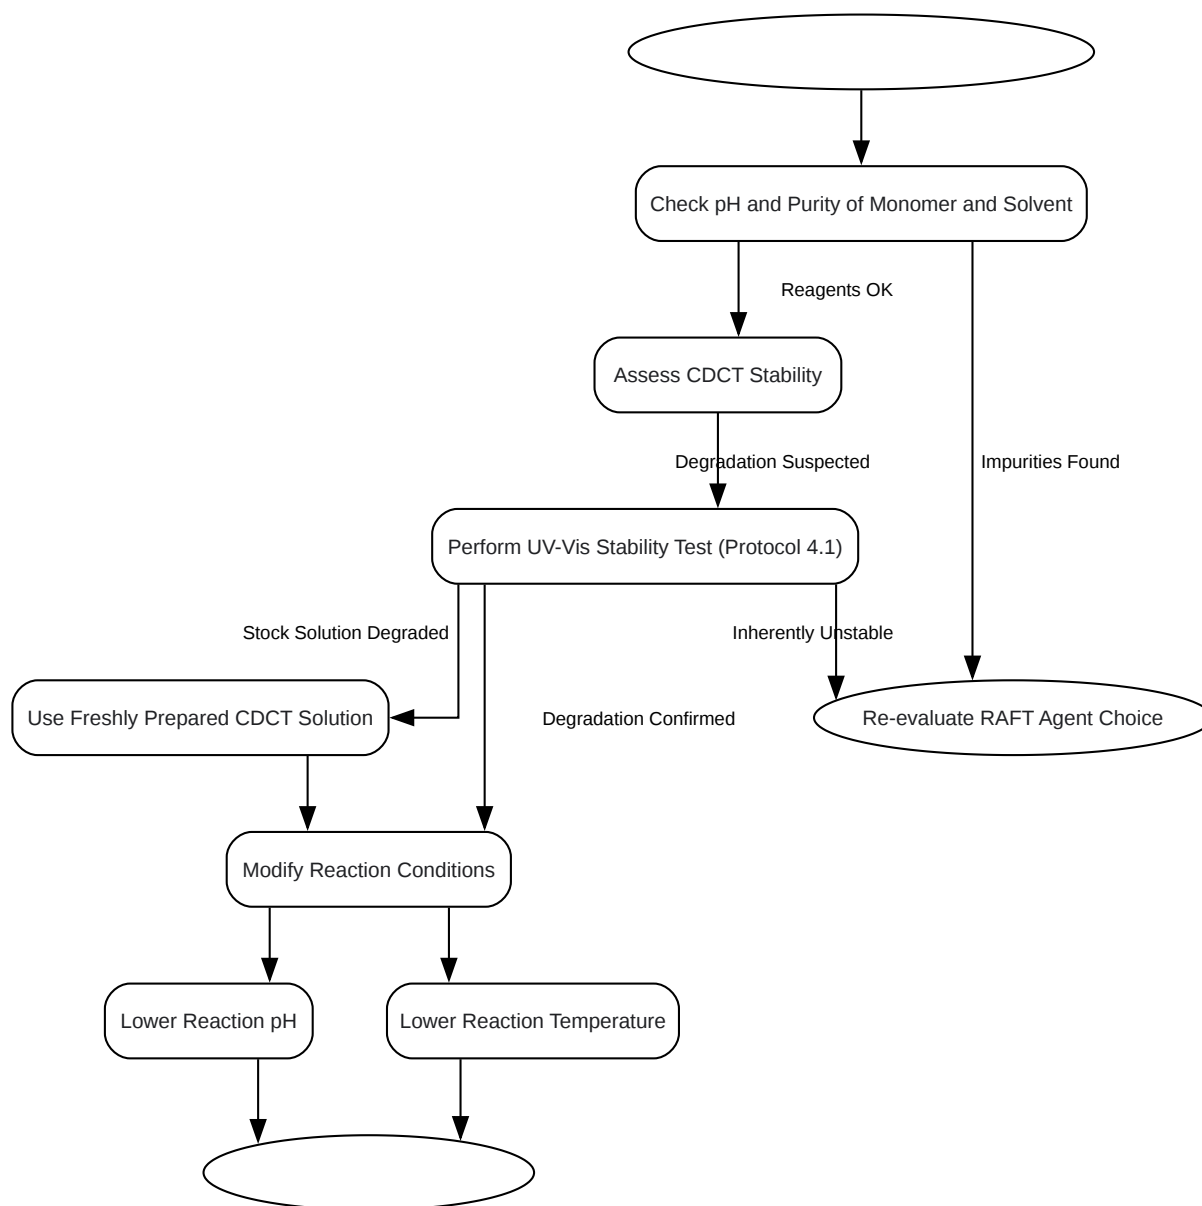 Check pH and Purity of Monomer and Solvent
Reagents OK
Assess CDCT Stability
Degradation Suspected
Impurities Found
Perform UV-Vis Stability Test (Protocol 4.1)
Stock Solution Degraded
Inherently Unstable
Use Freshly Prepared CDCT Solution
Degradation Confirmed
Re-evaluate RAFT Agent Choice
Modify Reaction Conditions
Lower Reaction pH
Lower Reaction Temperature